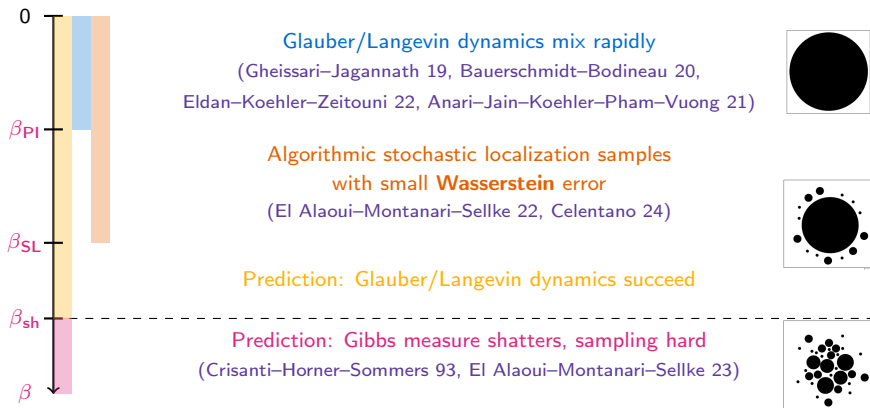 0
Glauber/Langevin dynamics mix rapidly
(Gheissari–Jagannath 19, Bauerschmidt–Bodineau 20,
Eldan–Koehler–Zeitouni 22, Anari–Jain–Koehler–Pham–Vuong 21)
β_PI
Algorithmic stochastic localization samples
with small Wasserstein error
(El Alaoui–Montanari–Sellke 22, Celentano 24)
β_SL
Prediction: Glauber/Langevin dynamics succeed
β_sh
Prediction: Gibbs measure shatters, sampling hard
(Crisanti–Horner–Sommers 93, El Alaoui–Montanari–Sellke 23)
β